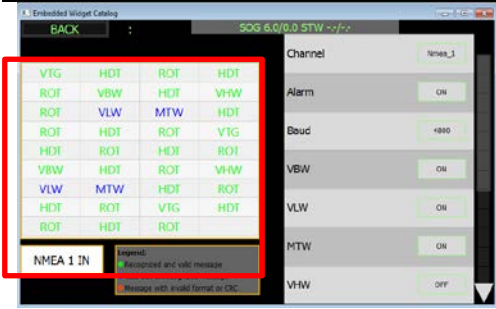 Embedded Widget Catalog
BACK : SOG 6.0/0.0 STW -.-/-.-
VTG HDT ROT HDT
ROT VBW HDT VHW
ROT VLW MTW HDT
ROT HDT ROT VTG
HDT ROT HDT ROT
VBW HDT ROT VHW
VLW MTW HDT ROT
HDT ROT VTG HDT
ROT HDT ROT
NMEA 1 IN
Legend:
Recognized and valid message
Message with invalid format or CRC
Channel Nmea_1
Alarm ON
Baud 4800
VBW ON
VLW ON
MTW ON
VHW OFF